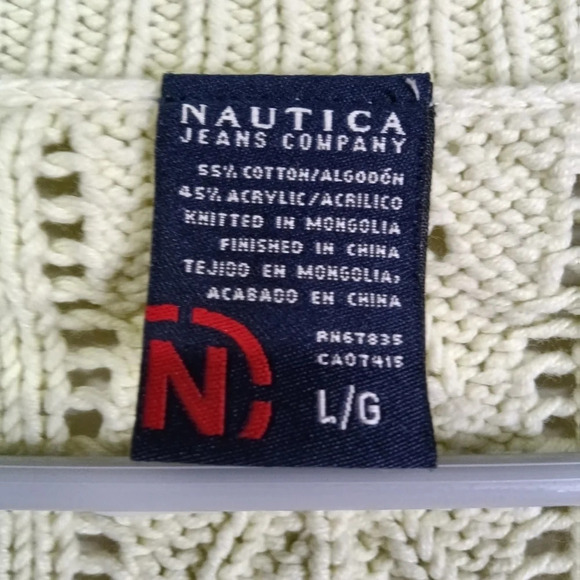 NAUTICA
JEANS COMPANY
55% COTTON/ALGODÓN
45% ACRYLIC/ACRILICO
KNITTED IN MONGOLIA
FINISHED IN CHINA
TEJIDO EN MONGOLIA,
ACABADO EN CHINA
RN67835
CA07415
N
L/G